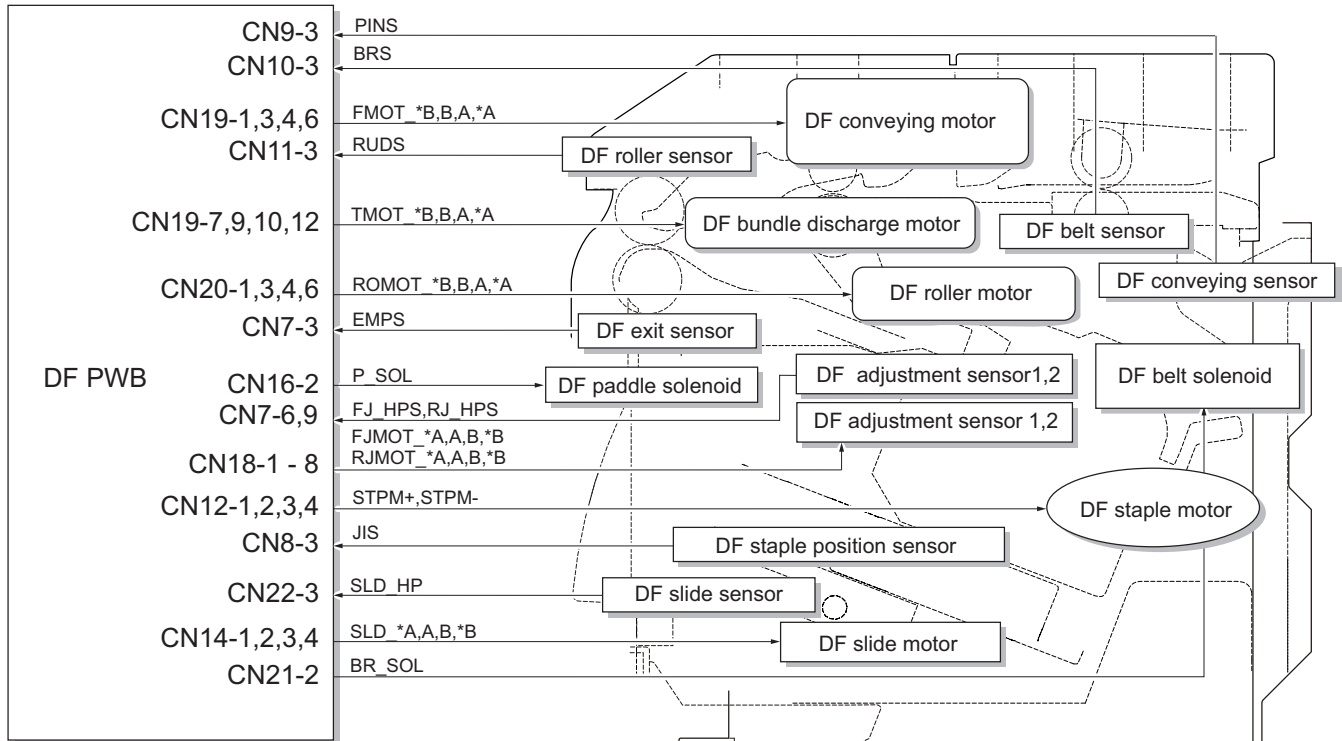 CN9-3 PINS
CN10-3 BRS
CN19-1,3,4,6 FMOT_*B,B,A,*A DF conveying motor
CN11-3 RUDS DF roller sensor
CN19-7,9,10,12 TMOT_*B,B,A,*A DF bundle discharge motor DF belt sensor
DF conveying sensor
CN20-1,3,4,6 ROMOT_*B,B,A,*A DF roller motor
CN7-3 EMPS DF exit sensor
DF PWB
CN16-2 P_SOL DF paddle solenoid DF adjustment sensor1,2 DF belt solenoid
CN7-6,9 FJ_HPS,RJ_HPS DF adjustment sensor 1,2
FJMOT_*A,A,B,*B
CN18-1 - 8 RJMOT_*A,A,B,*B
CN12-1,2,3,4 STPM+,STPM- DF staple motor
CN8-3 JIS DF staple position sensor
CN22-3 SLD_HP DF slide sensor
CN14-1,2,3,4 SLD_*A,A,B,*B DF slide motor
CN21-2 BR_SOL